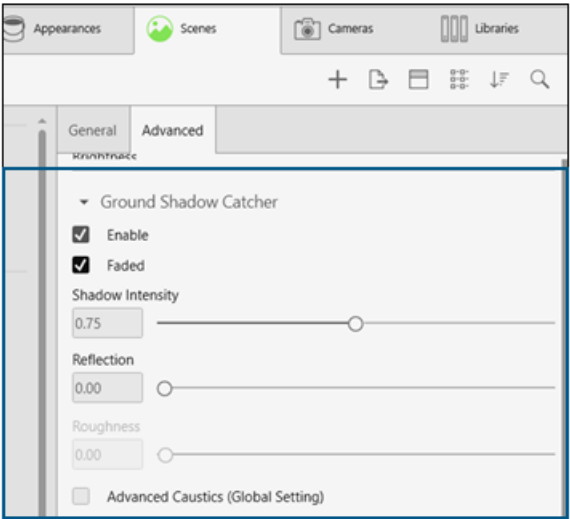 Appearances
Scenes
Cameras
Libraries
General
Advanced
Brightness
Ground Shadow Catcher
Enable
Faded
Shadow Intensity
0.75
Reflection
0.00
Roughness
0.00
Advanced Caustics (Global Setting)